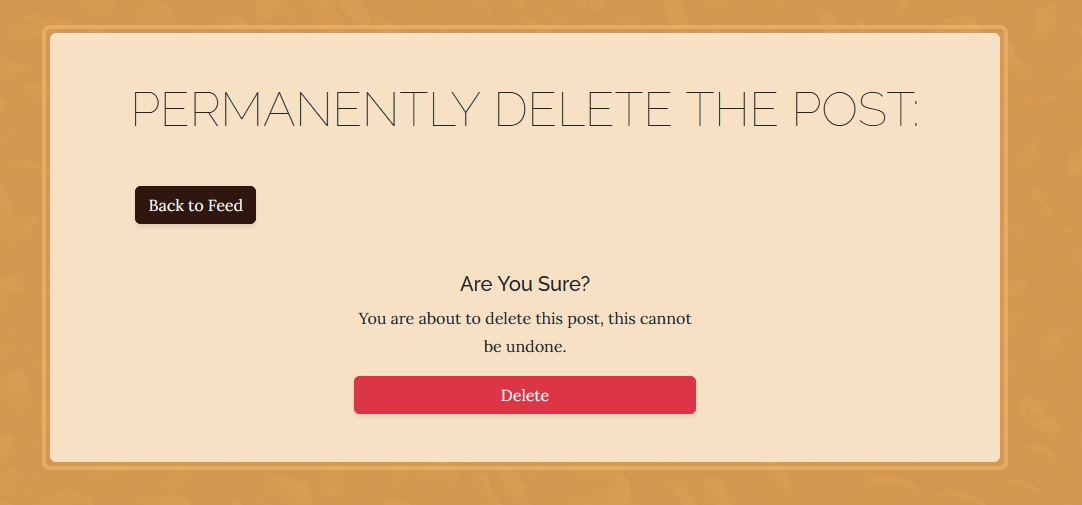 PERMANENTLY DELETE THE POST:
Back to Feed
Are You Sure?
You are about to delete this post, this cannot
be undone.
Delete